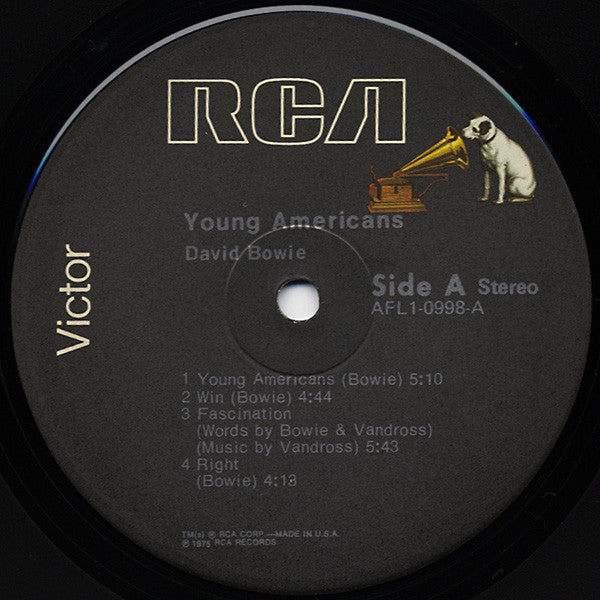 RCA
Victor
Young Americans
David Bowie
Side A Stereo
AFL1-0998-A
1 Young Americans (Bowie) 5:10
2 Win (Bowie) 4:44
3 Fascination
(Words by Bowie & Vandross)
(Music by Vandross) 5:43
4 Right
(Bowie) 4:13
TM(s) ® RCA CORP.—MADE IN U.S.A.
℗ 1975 RCA RECORDS